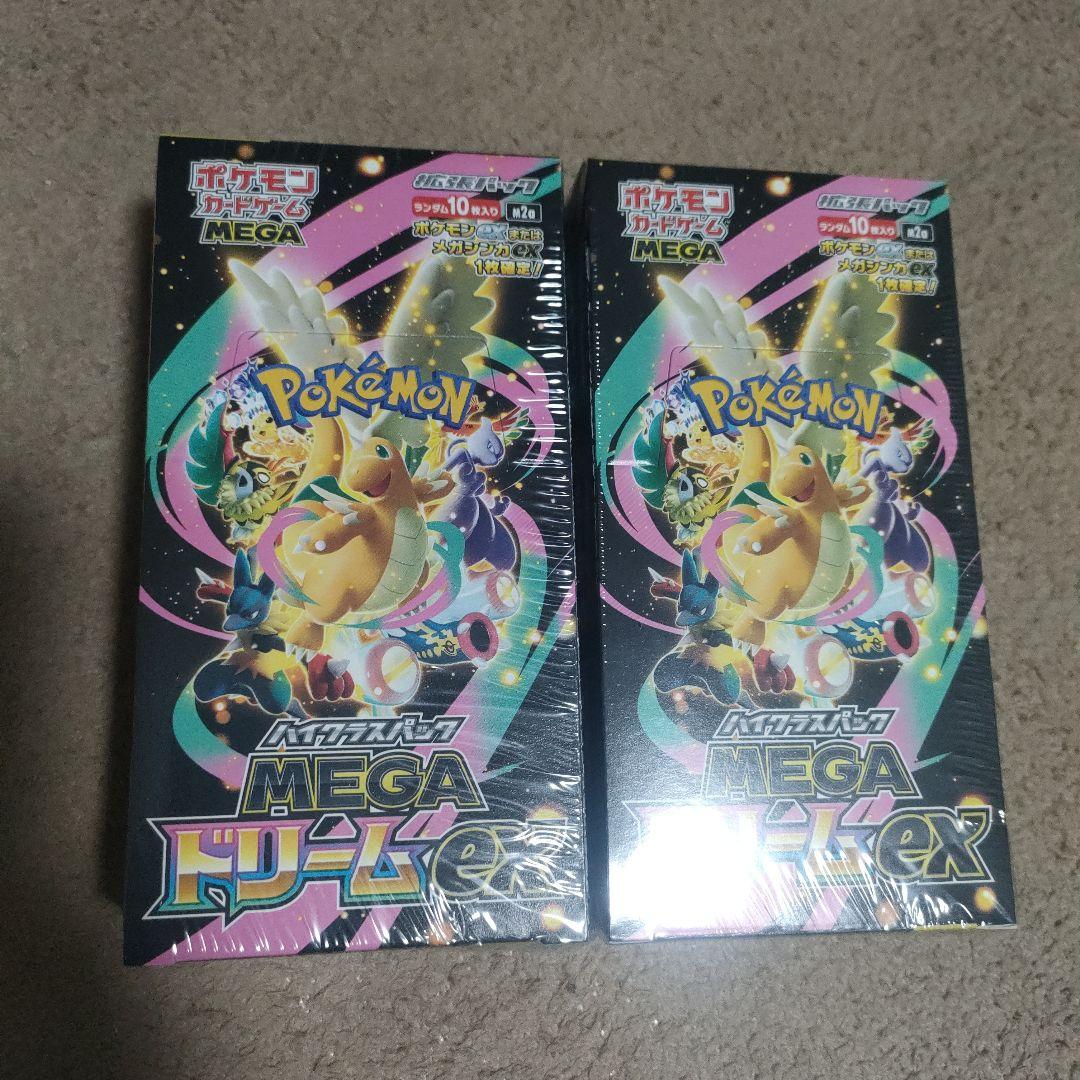 ポケモン
カードゲーム
MEGA
拡張パック
ランダム10枚入り M2a
ポケモンexまたは
メガシンカex
1枚確定!
POKéMON
ハイクラスパック
MEGA
ドリームex
ポケモン
カードゲーム
MEGA
拡張パック
ランダム10枚入り M2a
ポケモンexまたは
メガシンカex
1枚確定!
POKéMON
ハイクラスパック
MEGA
ームex